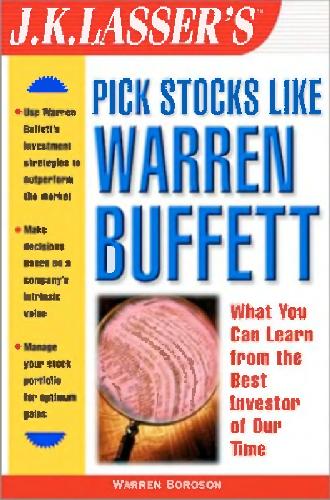 J.K.LASSER'S™
PICK STOCKS LIKE
WARREN
BUFFETT
Use Warren
Buffett's
investment
strategies to
outperform
the market
Make
decisions
based on a
company's
intrinsic
value
Manage
your stock
portfolio
for optimum
gains
What You
Can Learn
from the
Best
Investor
of Our
Time
WARREN BOROSON